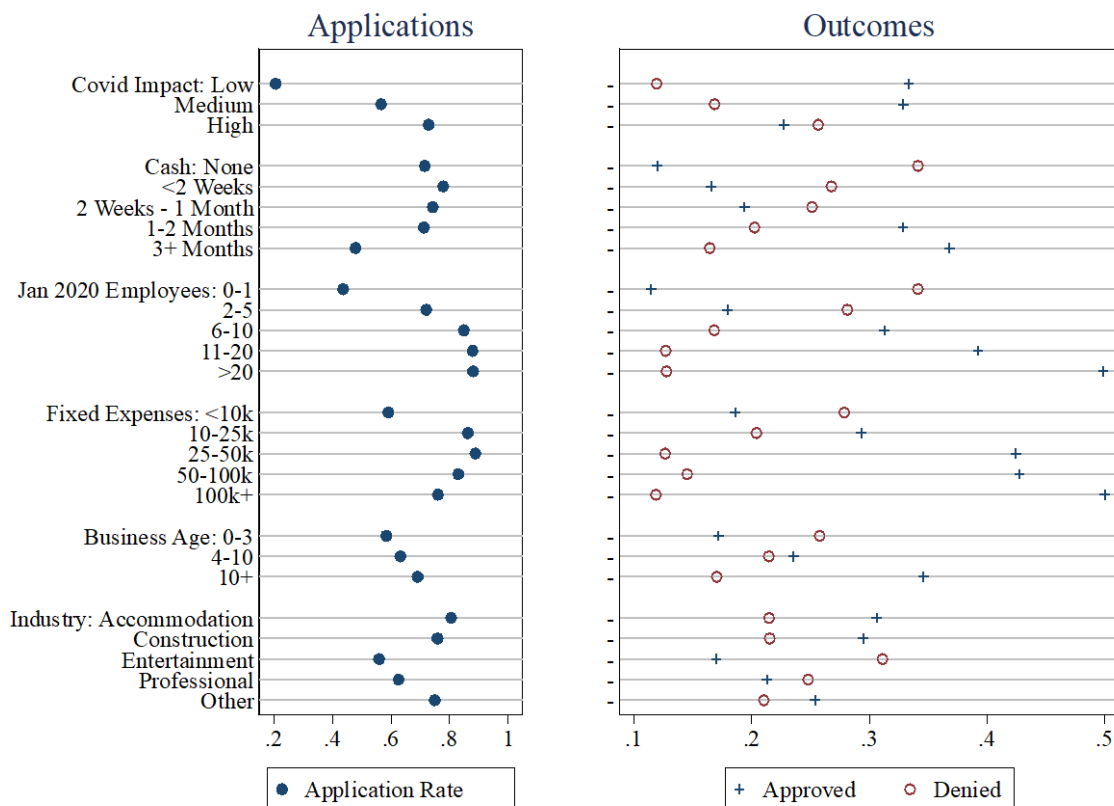 Applications
Outcomes
Covid Impact: Low
Medium
High
Cash: None
<2 Weeks
2 Weeks - 1 Month
1-2 Months
3+ Months
Jan 2020 Employees: 0-1
2-5
6-10
11-20
>20
Fixed Expenses: <10k
10-25k
25-50k
50-100k
100k+
Business Age: 0-3
4-10
10+
Industry: Accommodation
Construction
Entertainment
Professional
Other
.2 .4 .6 .8 1
.1 .2 .3 .4 .5
Application Rate
Approved Denied